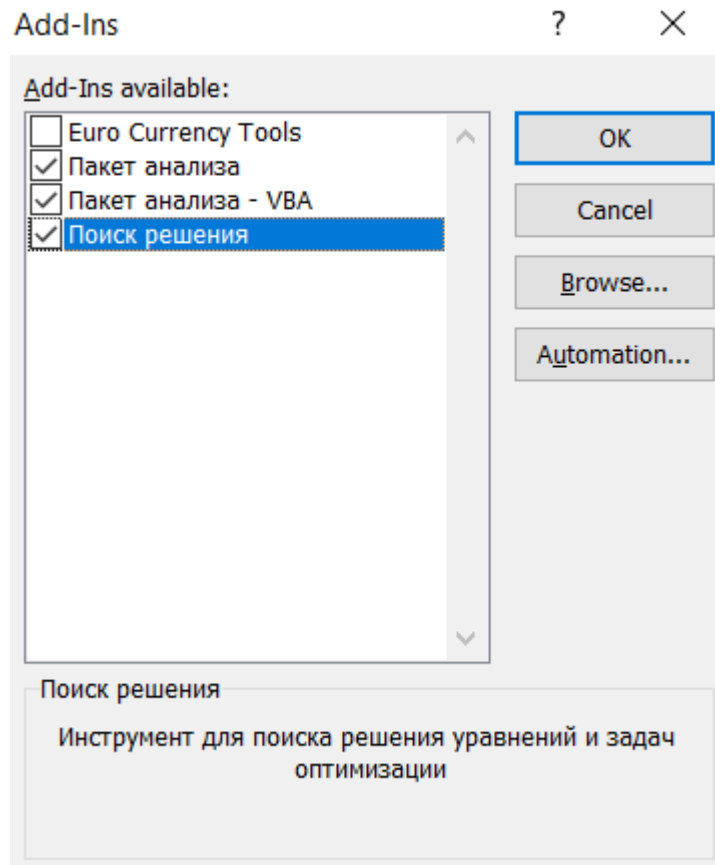 Add-Ins ?
Add-Ins available:
Euro Currency Tools
Пакет анализа
Пакет анализа - VBA
Поиск решения
OK
Cancel
Browse...
Automation...
Поиск решения
Инструмент для поиска решения уравнений и задач
оптимизации